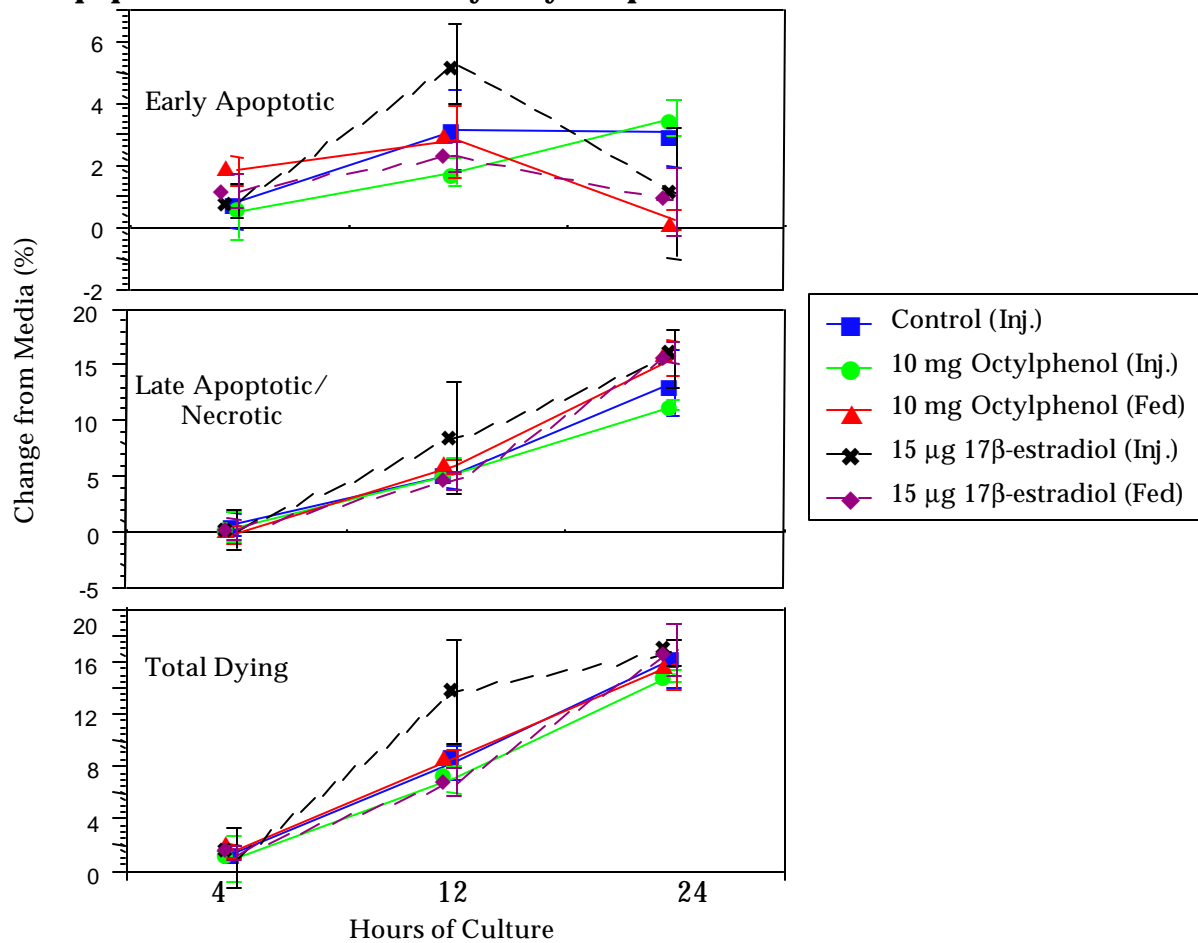 6
4
Early Apoptotic
2
0
-2
20
15
Late Apoptotic/
Necrotic
10
5
0
-5
20
Total Dying
16
12
8
4
0
4 12 24
Hours of Culture
Change from Media (%)
Control (Inj.)
10 mg Octylphenol (Inj.)
10 mg Octylphenol (Fed)
15 µg 17β-estradiol (Inj.)
15 µg 17β-estradiol (Fed)